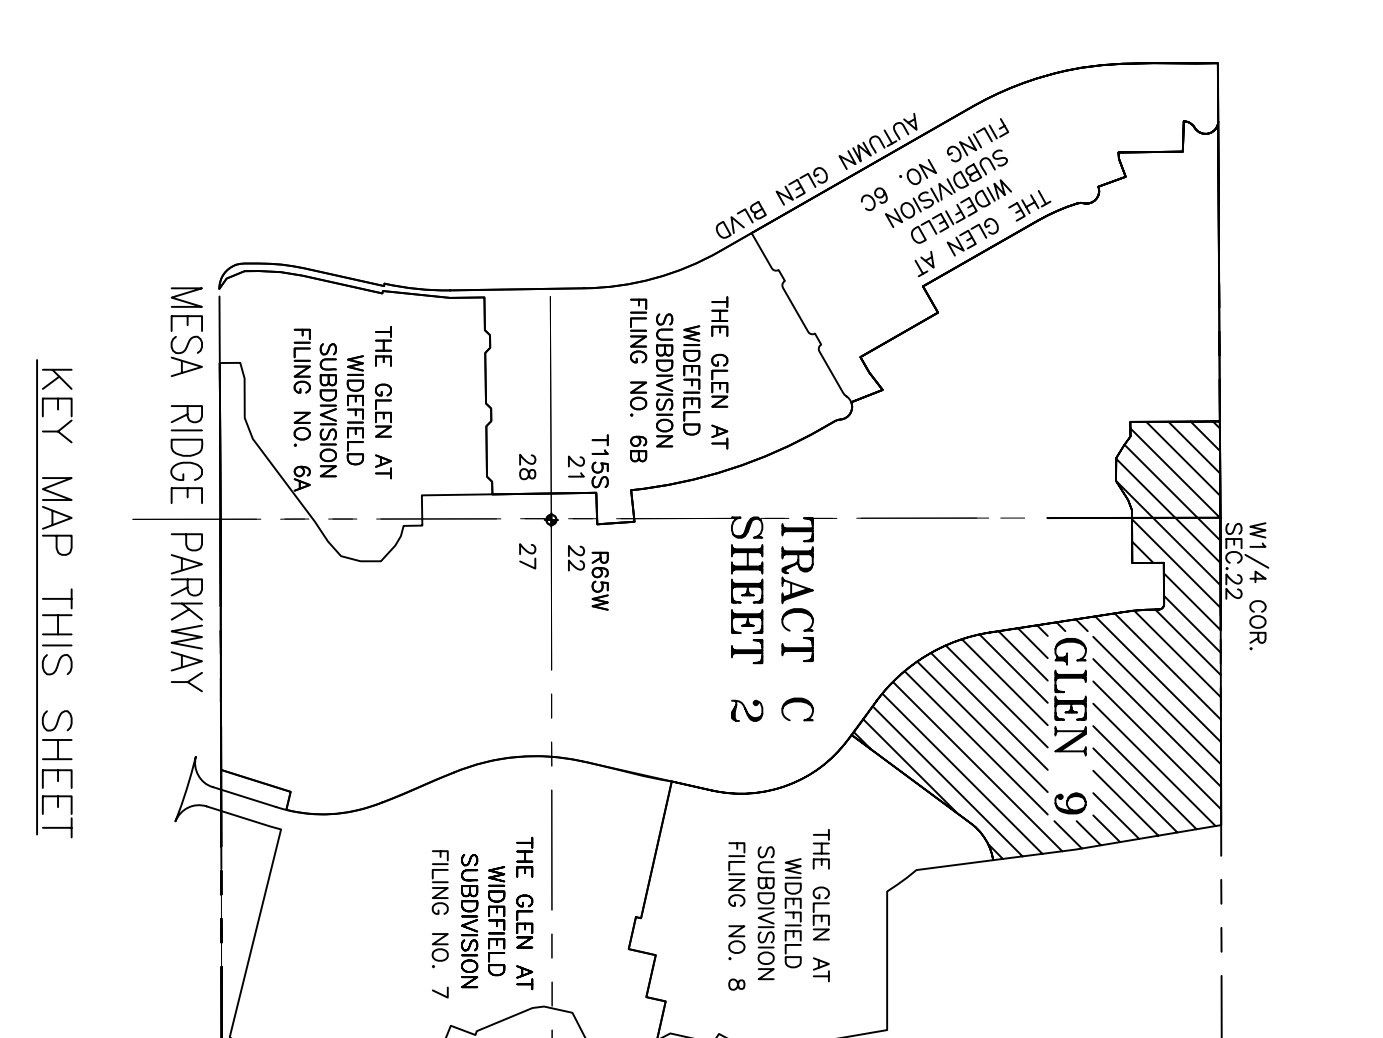 W1/4 COR.
SEC.22
GLEN 9
TRACT C
SHEET 2
AUTUMN GLEN BLVD
THE GLEN AT
WIDEFIELD
SUBDIVISION
FILING NO. 6C
THE GLEN AT
WIDEFIELD
SUBDIVISION
FILING NO. 6B
THE GLEN AT
WIDEFIELD
SUBDIVISION
FILING NO. 8
T15S R65W
21 22
28 27
THE GLEN AT
WIDEFIELD
SUBDIVISION
FILING NO. 7
THE GLEN AT
WIDEFIELD
SUBDIVISION
FILING NO. 6A
MESA RIDGE PARKWAY
KEY MAP THIS SHEET